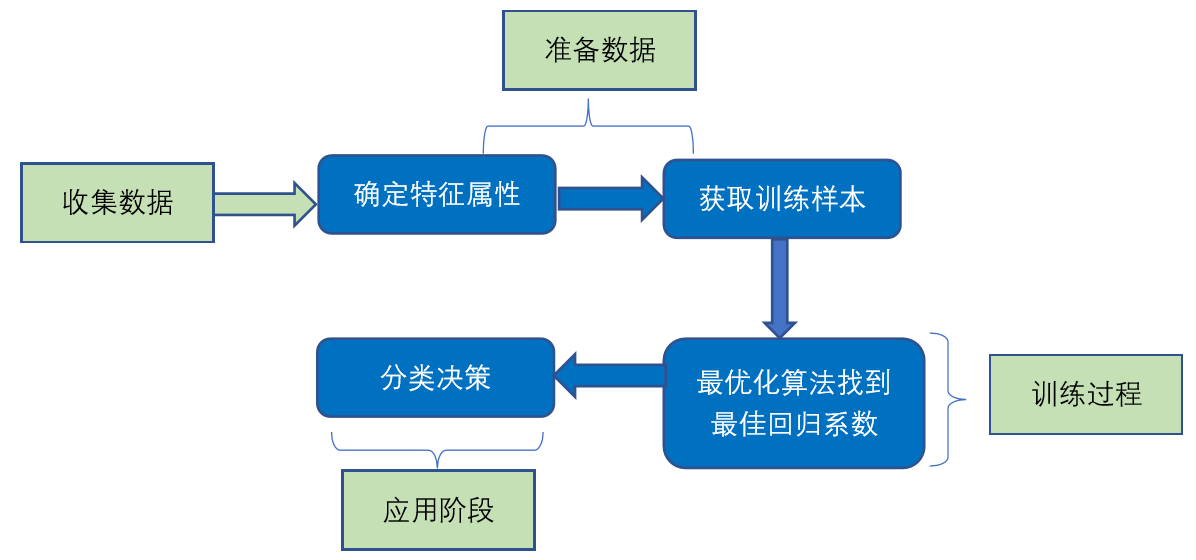 准备数据
收集数据
确定特征属性
获取训练样本
分类决策
最优化算法找到
最佳回归系数
训练过程
应用阶段